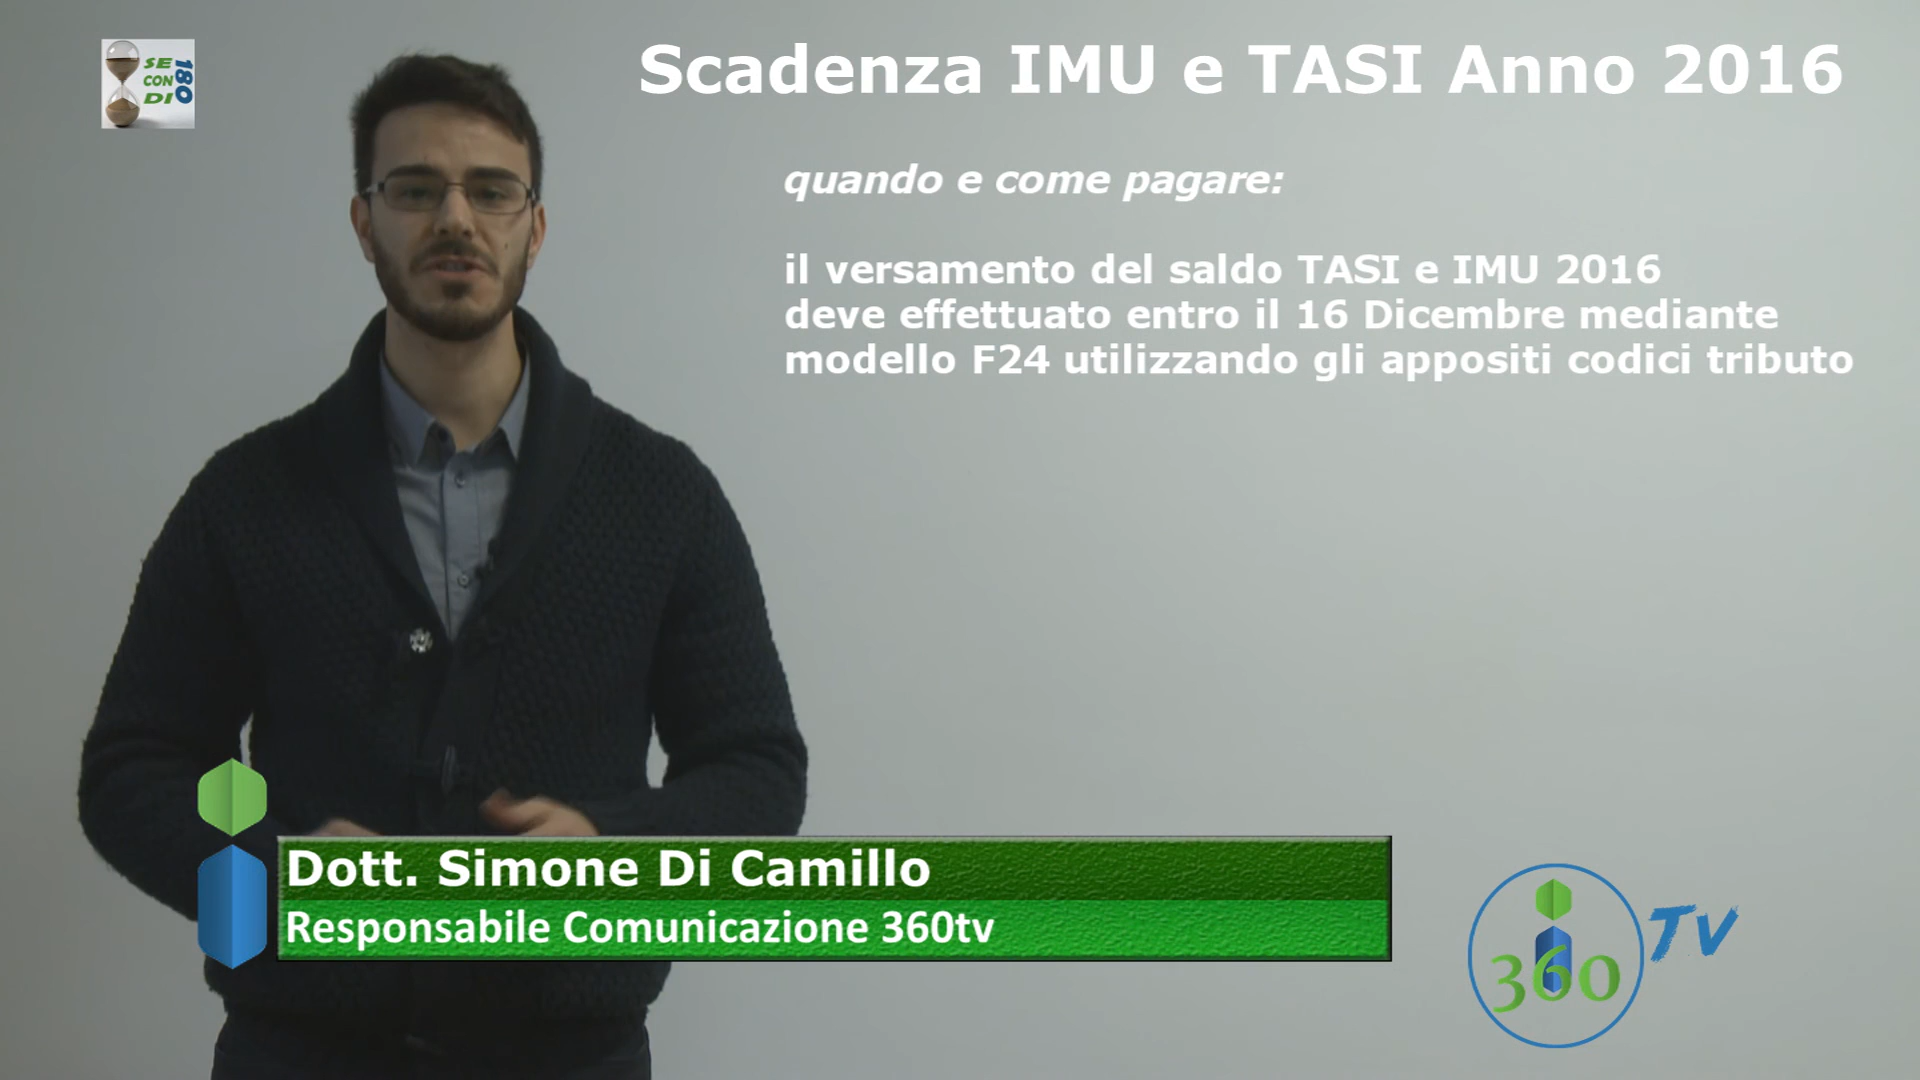 SE
CON
DI
180
Scadenza IMU e TASI Anno 2016
quando e come pagare:
il versamento del saldo TASI e IMU 2016
deve effettuato entro il 16 Dicembre mediante
modello F24 utilizzando gli appositi codici tributo
Dott. Simone Di Camillo
Responsabile Comunicazione 360tv
360
TV